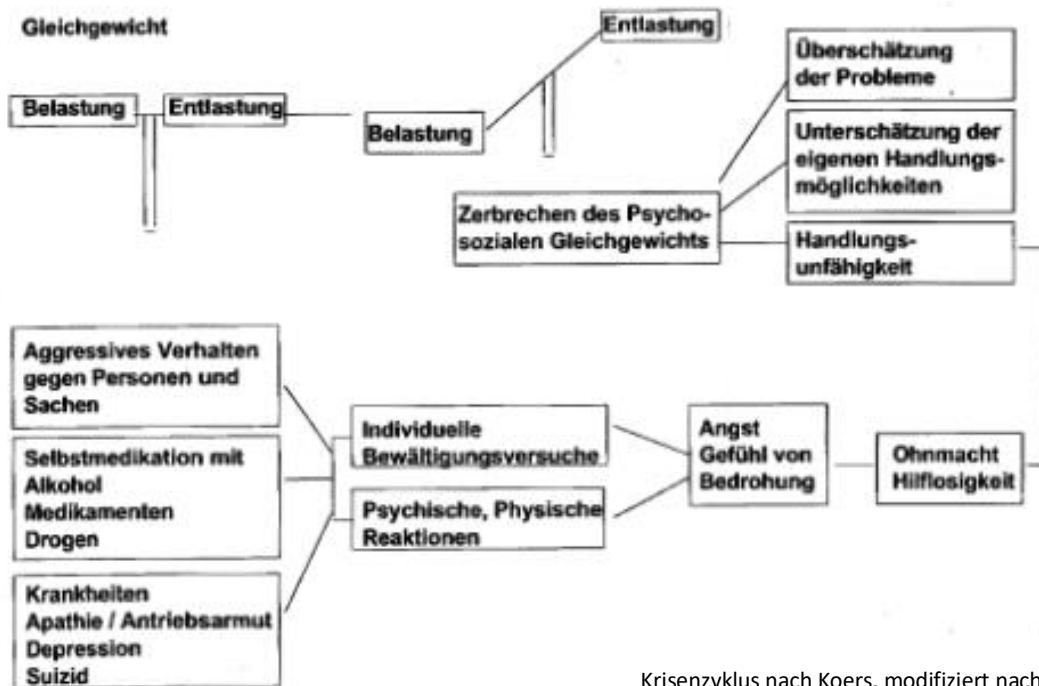 Gleichgewicht
Belastung
Entlastung
Belastung
Entlastung
Zerbrechen des Psycho-
sozialen Gleichgewichts
Überschätzung
der Probleme
Unterschätzung der
eigenen Handlungs-
möglichkeiten
Handlungs-
unfähigkeit
Ohnmacht
Hilflosigkeit
Angst
Gefühl von
Bedrohung
Individuelle
Bewältigungsversuche
Psychische, Physische
Reaktionen
Aggressives Verhalten
gegen Personen und
Sachen
Selbstmedikation mit
Alkohol
Medikamenten
Drogen
Krankheiten
Apathie / Antriebsarmut
Depression
Suizid
Krisenzyklus nach Koers, modifiziert nach